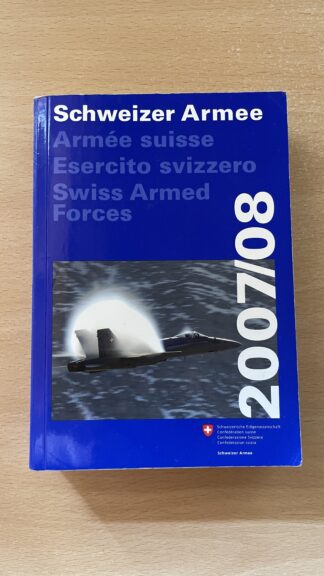 Schweizer Armee
Armée suisse
Esercito svizzero
Swiss Armed
Forces
2007/08
Schweizerische Eidgenossenschaft
Confédération suisse
Confederazione Svizzera
Confederaziun svizra
Schweizer Armee